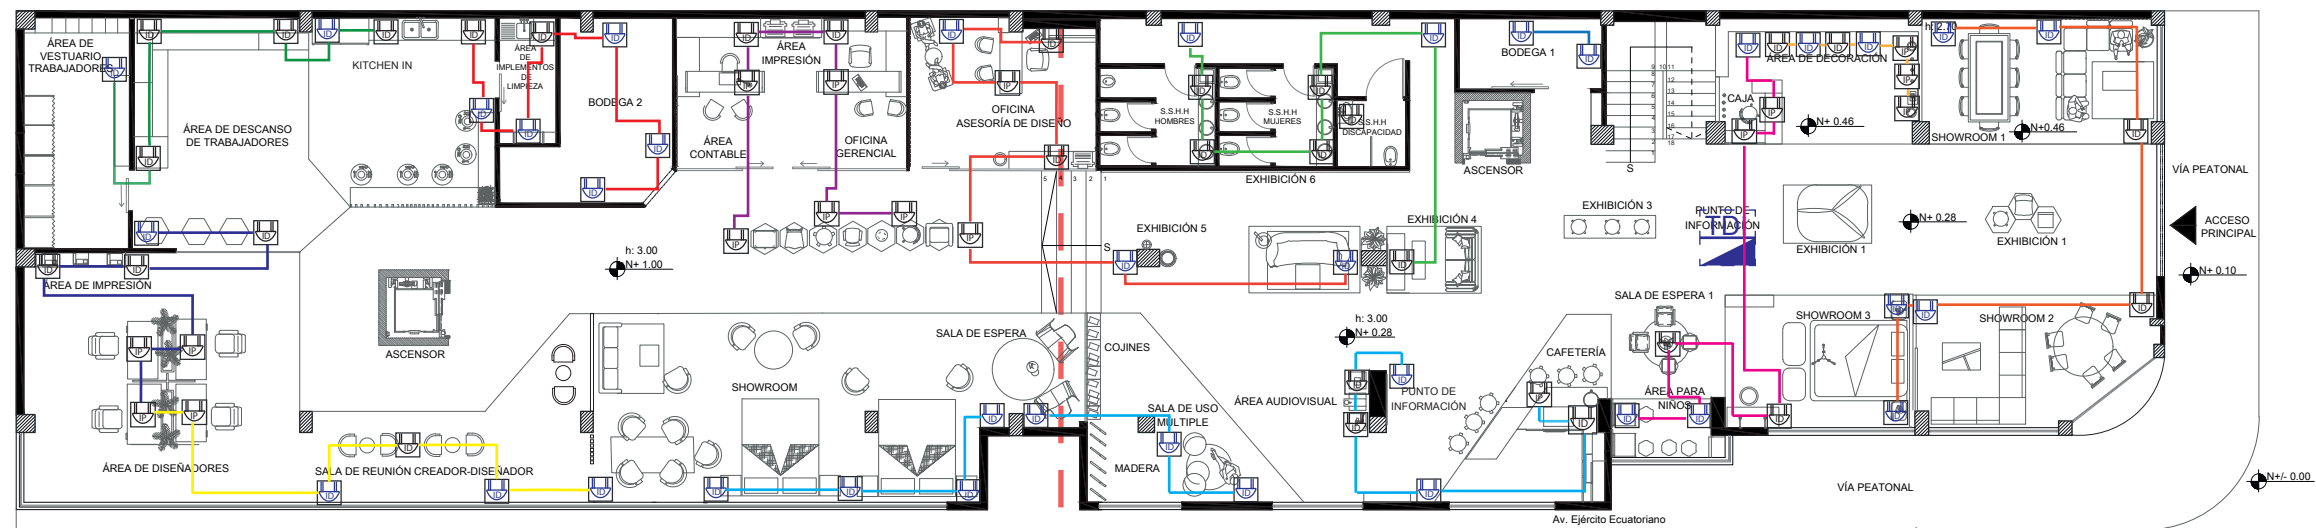 ÁREA DE
VESTUARIO
TRABAJADORES
ÁREA DE DESCANSO
DE TRABAJADORES
KITCHEN IN
ÁREA
DE
IMPLEMENTOS
DE
LIMPIEZA
BODEGA 2
ÁREA
IMPRESIÓN
ÁREA
CONTABLE
OFICINA
GERENCIAL
OFICINA
ASESORÍA DE DISEÑO
S.S.H.H
HOMBRES
S.S.H.H
MUJERES
S.S.H.H
DISCAPACIDAD
BODEGA 1
ASCENSOR
S
CAJA
ÁREA DE DECORACIÓN
N+ 0.46
h: 2.70
SHOWROOM 1
N+0.46
VÍA PEATONAL
ACCESO
PRINCIPAL
N+ 0.10
EXHIBICIÓN 6
EXHIBICIÓN 5
S
EXHIBICIÓN 4
EXHIBICIÓN 3
PUNTO DE
INFORMACIÓN
TD
EXHIBICIÓN 1
N+ 0.28
EXHIBICIÓN 1
h: 3.00
N+ 1.00
ÁREA DE IMPRESIÓN
ASCENSOR
ÁREA DE DISEÑADORES
SALA DE REUNIÓN CREADOR-DISEÑADOR
SHOWROOM
SALA DE ESPERA
COJINES
MADERA
SALA DE USO
MÚLTIPLE
h: 3.00
N+ 0.28
ÁREA AUDIOVISUAL
PUNTO DE
INFORMACIÓN
CAFETERÍA
SALA DE ESPERA 1
ÁREA PARA
NIÑOS
SHOWROOM 3
SHOWROOM 2
VÍA PEATONAL
N+/- 0.00
Av. Ejército Ecuatoriano